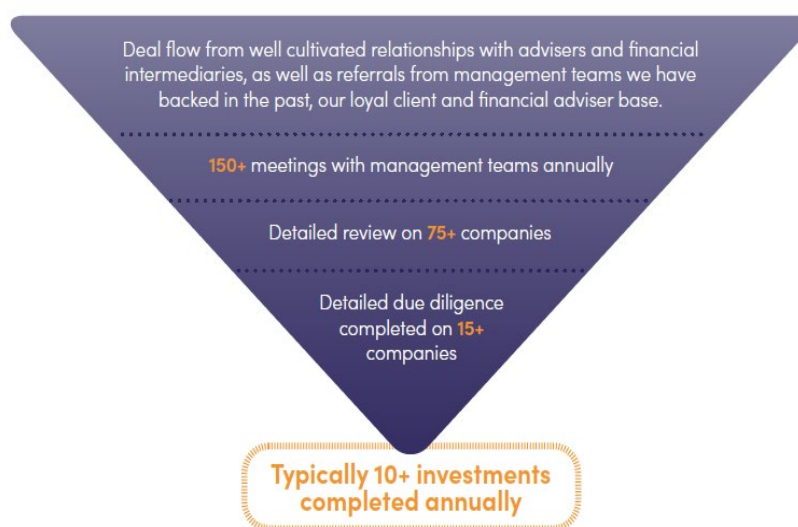 Deal flow from well cultivated relationships with advisers and financial
intermediaries, as well as referrals from management teams we have
backed in the past, our loyal client and financial adviser base.
150+ meetings with management teams annually
Detailed review on 75+ companies
Detailed due diligence
completed on 15+
companies
Typically 10+ investments
completed annually